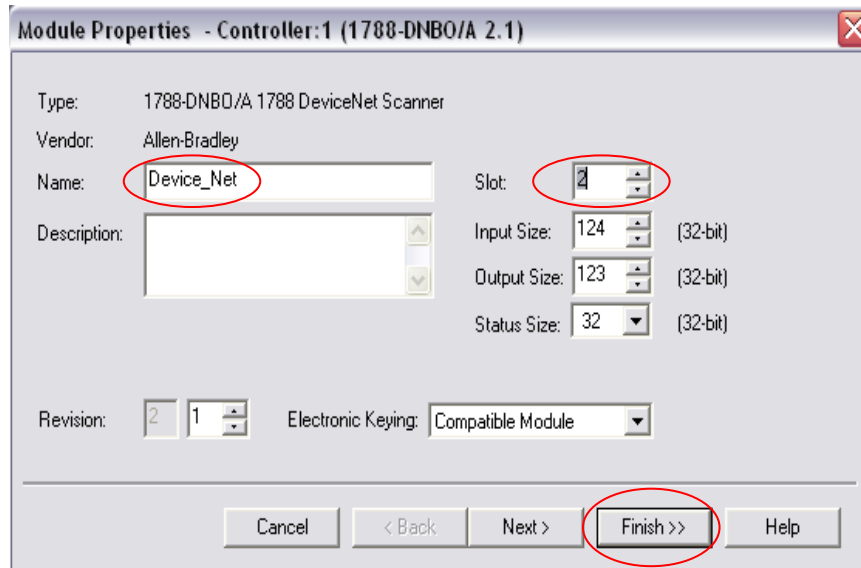 Module Properties - Controller:1 (1788-DNBO/A 2.1)
Type: 1788-DNBO/A 1788 DeviceNet Scanner
Vendor: Allen-Bradley
Name: Device_Net
Slot: 2
Description:
Input Size: 124 (32-bit)
Output Size: 123 (32-bit)
Status Size: 32 (32-bit)
Revision: 2 1 Electronic Keying: Compatible Module
Cancel < Back Next > Finish >> Help